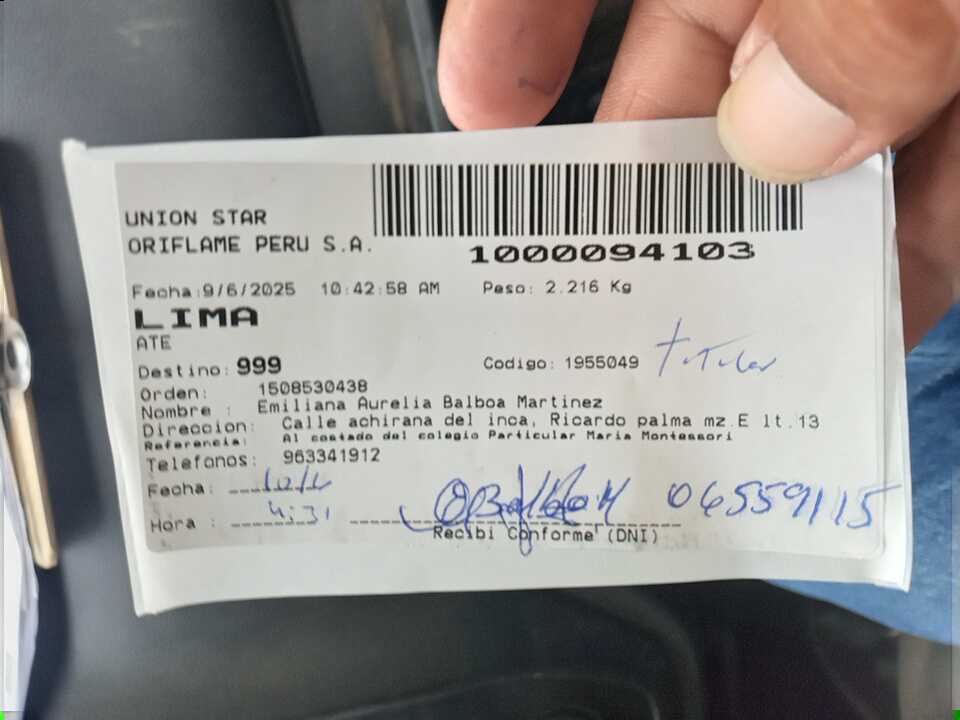 UNION STAR
ORIFLAME PERU S.A.
1000094103
Fecha:9/6/2025 10:42:58 AM Peso: 2.216 Kg
LIMA
ATE
Destino: 999 Codigo: 1955049 titular
Orden: 1508530438
Nombre : Emiliana Aurelia Balboa Martinez
Direccion: Calle achirana del inca, Ricardo palma mz.E lt.13
Referencia: Al costado del colegio Particular Maria Montessori
Telefonos: 963341912
Fecha:
Hora : 4:31 06559115
Recibi Conforme (DNI)